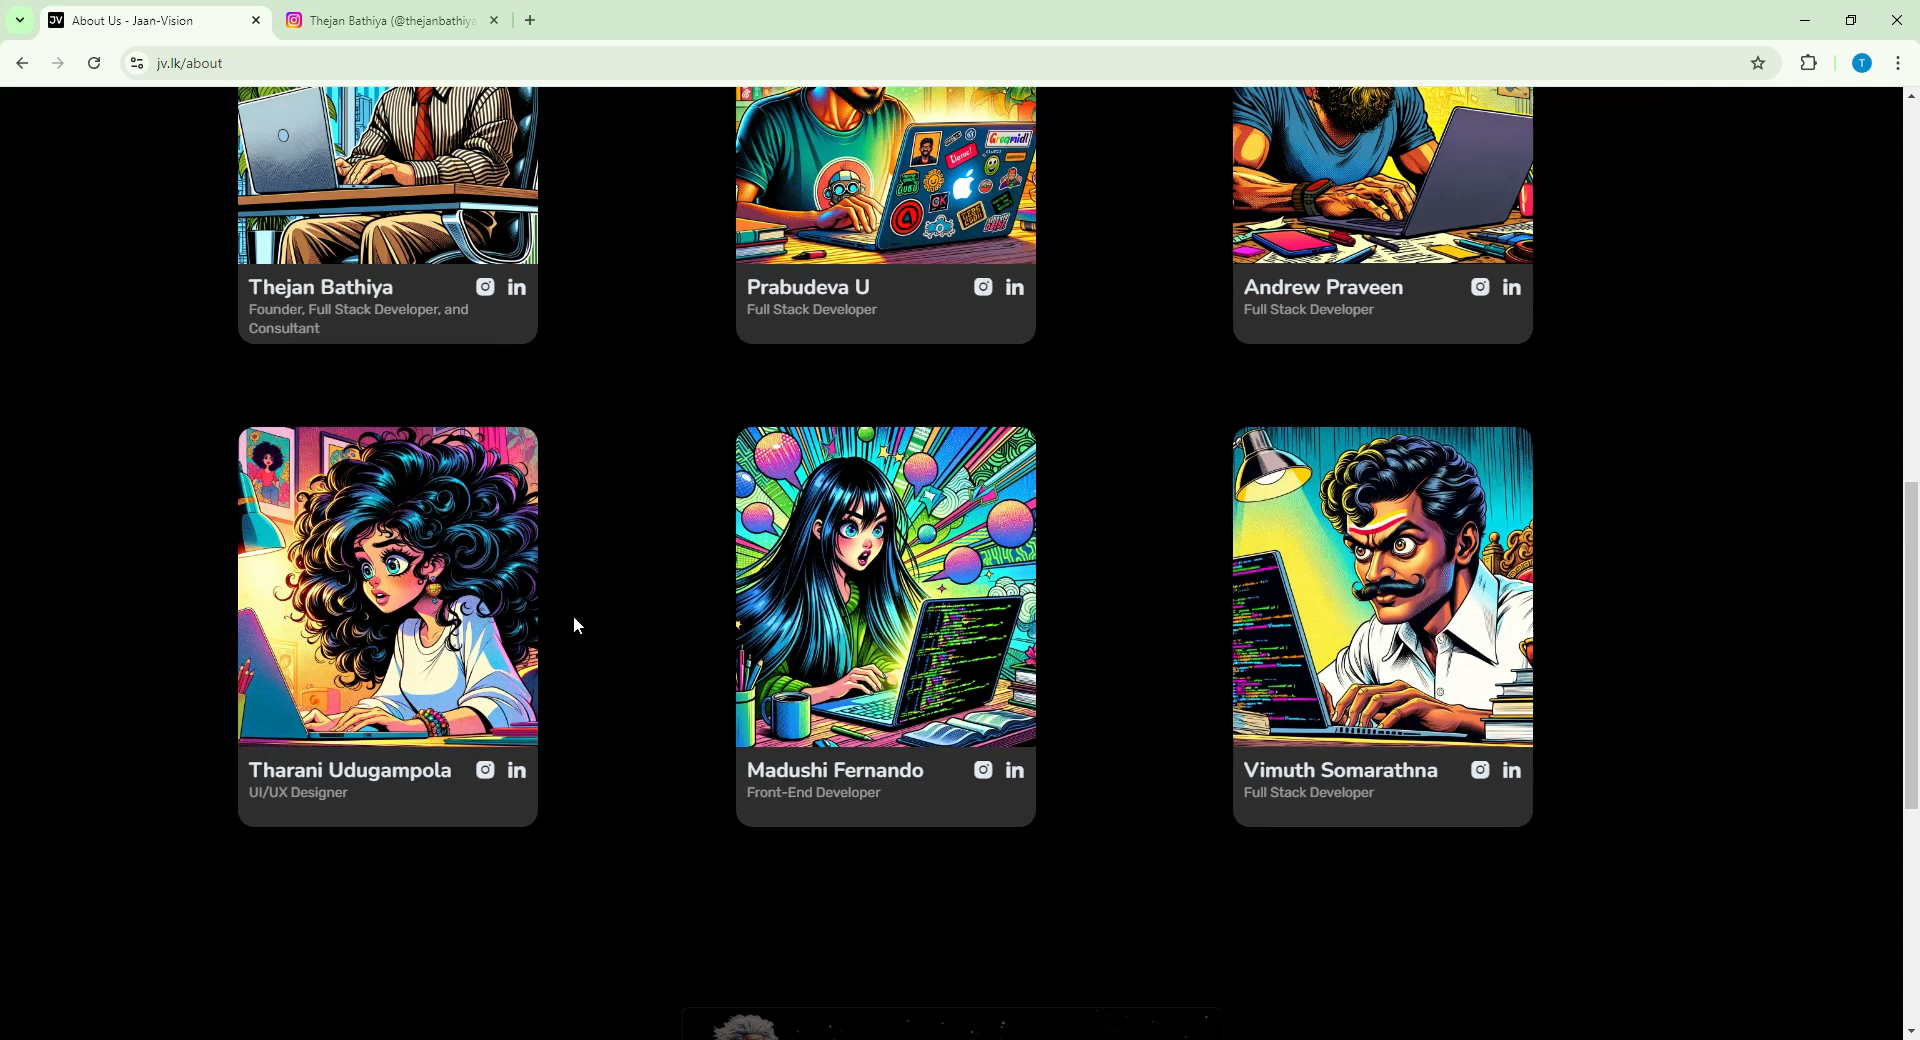 About Us - Jaan-Vision
Thejan Bathiya (@thejanbathiya
jv.lk/about
T
Thejan Bathiya
Founder, Full Stack Developer, and
Consultant
Prabudeva U
Full Stack Developer
Andrew Praveen
Full Stack Developer
Tharani Udugampola
UI/UX Designer
Madushi Fernando
Front-End Developer
Vimuth Somarathna
Full Stack Developer